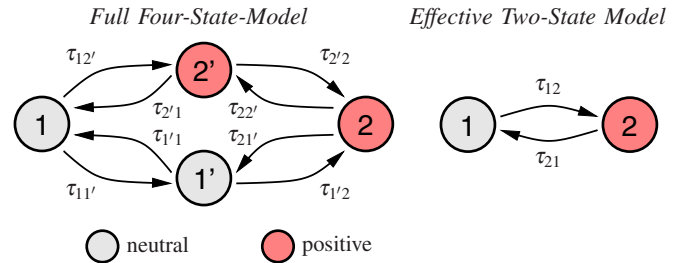 Full Four-State-Model
Effective Two-State Model
τ12′
2'
τ2′2
τ2′1
τ22′
1
τ1′1
τ21′
2
τ11′
1'
τ1′2
τ12
1
2
τ21
neutral
positive